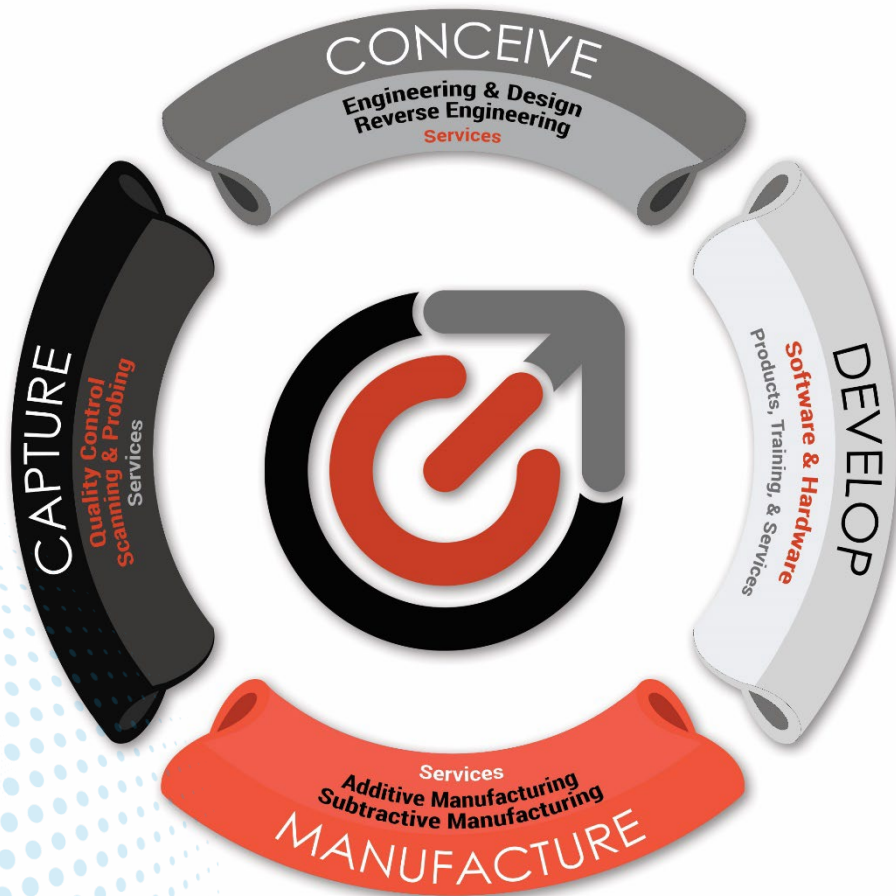 CONCEIVE
Engineering & Design
Reverse Engineering
Services
DEVELOP
Software & Hardware
Products, Training, & Services
Services
Additive Manufacturing
Subtractive Manufacturing
MANUFACTURE
CAPTURE
Quality Control
Scanning & Probing
Services